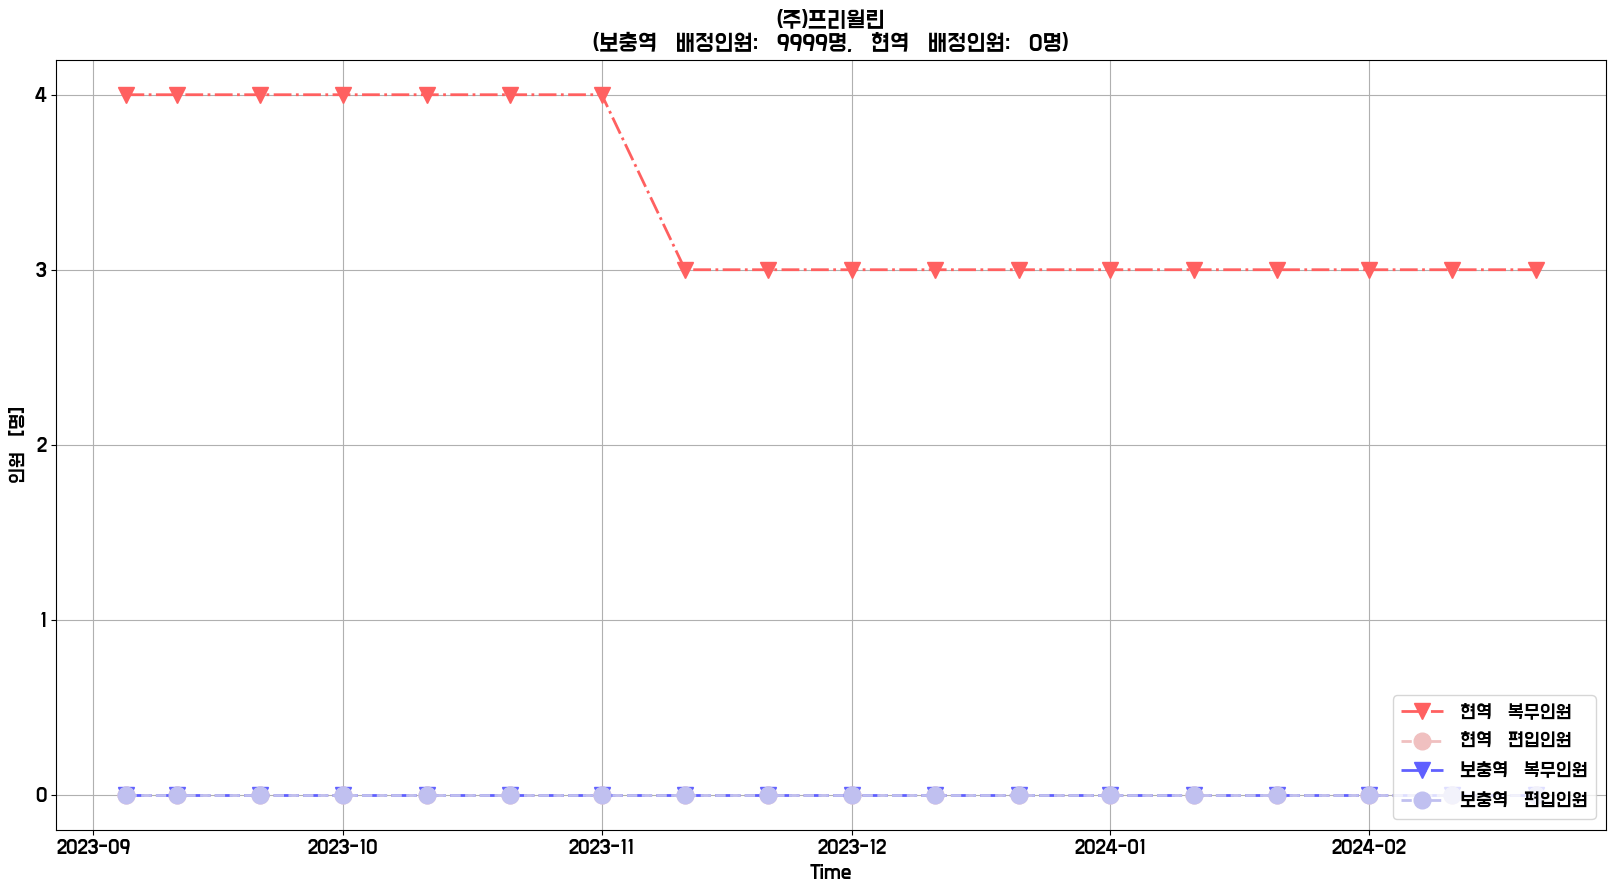 (주)프리윌린
(보충역 배정인원: 9999명, 현역 배정인원: 0명)
인원 [명]
4
3
2
1
0
현역 복무인원
현역 편입인원
보충역 복무인원
보충역 편입인원
2023-09 2023-10 2023-11 2023-12 2024-01 2024-02
Time